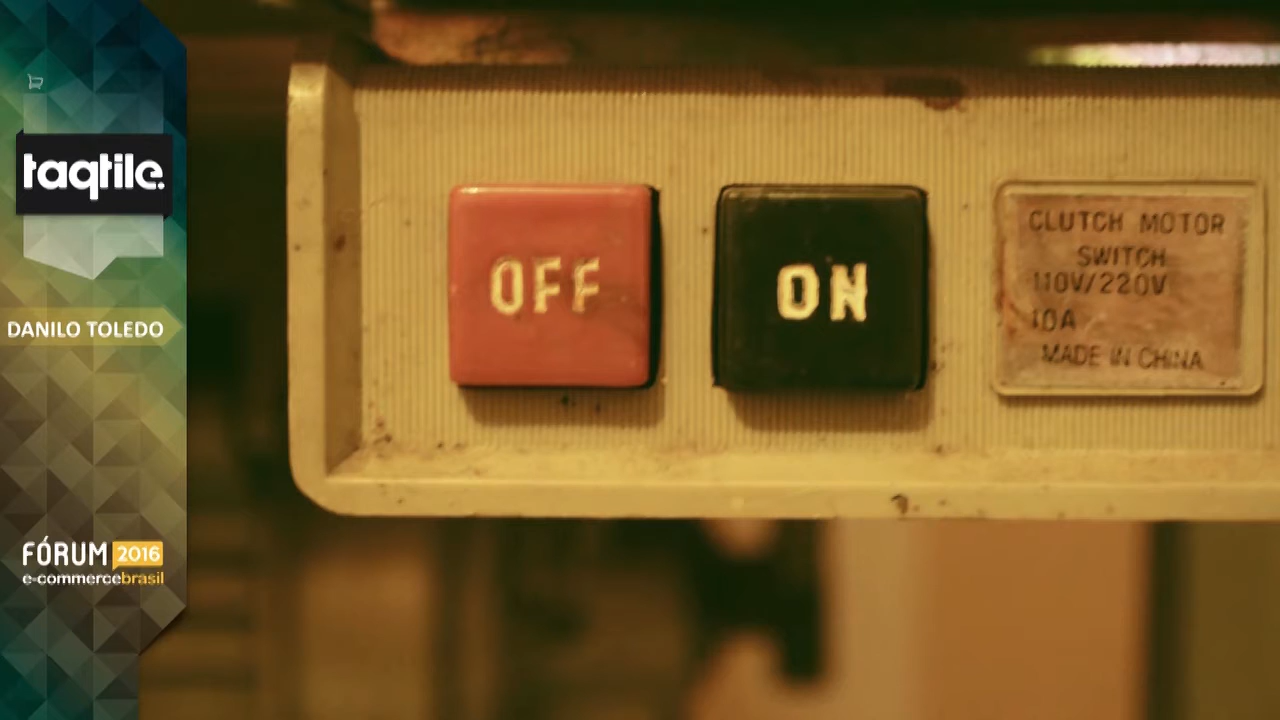 taqtile.
DANILO TOLEDO
FÓRUM 2016
e-commercebrasil
OFF
ON
CLUTCH MOTOR
SWITCH
110V/220V
10A
MADE IN CHINA